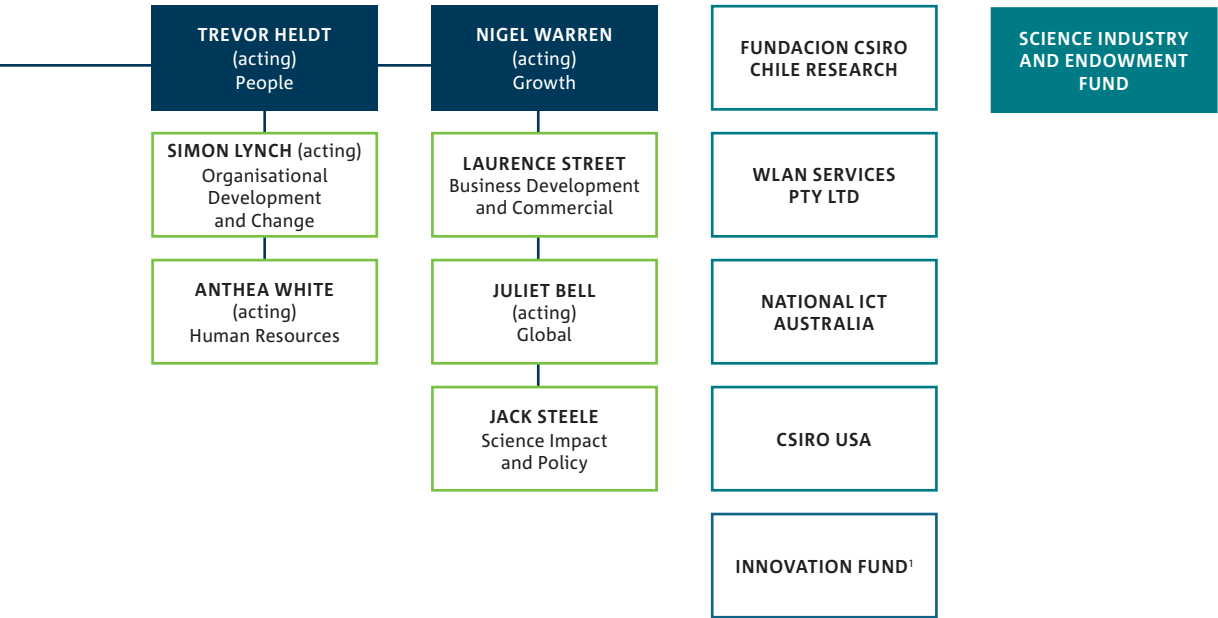 TREVOR HELDT
(acting)
People
SIMON LYNCH (acting)
Organisational
Development
and Change
ANTHEA WHITE
(acting)
Human Resources
NIGEL WARREN
(acting)
Growth
LAURENCE STREET
Business Development
and Commercial
JULIET BELL
(acting)
Global
JACK STEELE
Science Impact
and Policy
FUNDACION CSIRO
CHILE RESEARCH
WLAN SERVICES
PTY LTD
NATIONAL ICT
AUSTRALIA
CSIRO USA
INNOVATION FUND¹
SCIENCE INDUSTRY
AND ENDOWMENT
FUND